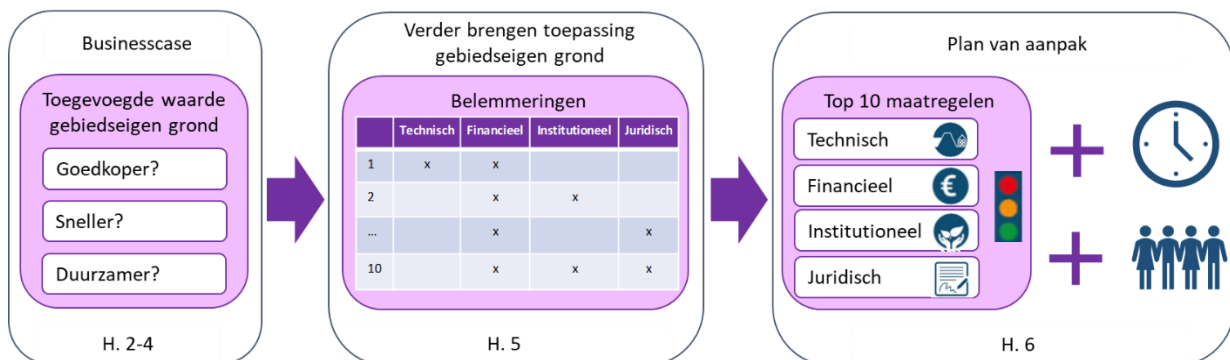 Businesscase
Toegevoegde waarde
gebiedseigen grond
Goedkoper?
Sneller?
Duurzamer?
H. 2-4
Verder brengen toepassing
gebiedseigen grond
Belemmeringen
Technisch Financieel Institutioneel Juridisch
1 x x
2 x x
... x x
10 x x x
H. 5
Plan van aanpak
Top 10 maatregelen
Technisch
Financieel €
Institutioneel
Juridisch
H. 6